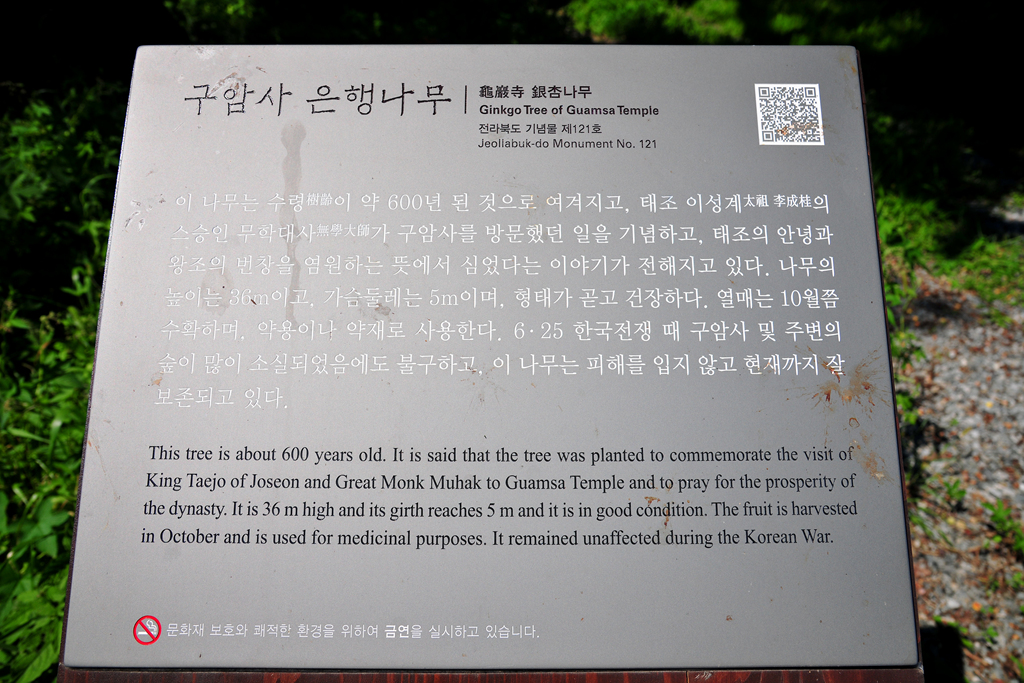 구암사 은행나무
龜巖寺 銀杏나무
Ginkgo Tree of Guamsa Temple
전라북도 기념물 제121호
Jeollabuk-do Monument No. 121
이 나무는 수령樹齡이 약 600년 된 것으로 여겨지고, 태조 이성계太祖 李成桂의
스승인 무학대사無學大師가 구암사를 방문했던 일을 기념하고, 태조의 안녕과
왕조의 번창을 염원하는 뜻에서 심었다는 이야기가 전해지고 있다. 나무의
높이는 36m이고, 가슴둘레는 5m이며, 형태가 곧고 건장하다. 열매는 10월쯤
수확하며, 약용이나 약재로 사용한다. 6·25 한국전쟁 때 구암사 및 주변의
숲이 많이 소실되었음에도 불구하고, 이 나무는 피해를 입지 않고 현재까지 잘
보존되고 있다.
This tree is about 600 years old. It is said that the tree was planted to commemorate the visit of
King Taejo of Joseon and Great Monk Muhak to Guamsa Temple and to pray for the prosperity of
the dynasty. It is 36 m high and its girth reaches 5 m and it is in good condition. The fruit is harvested
in October and is used for medicinal purposes. It remained unaffected during the Korean War.
문화재 보호와 쾌적한 환경을 위하여 금연을 실시하고 있습니다.